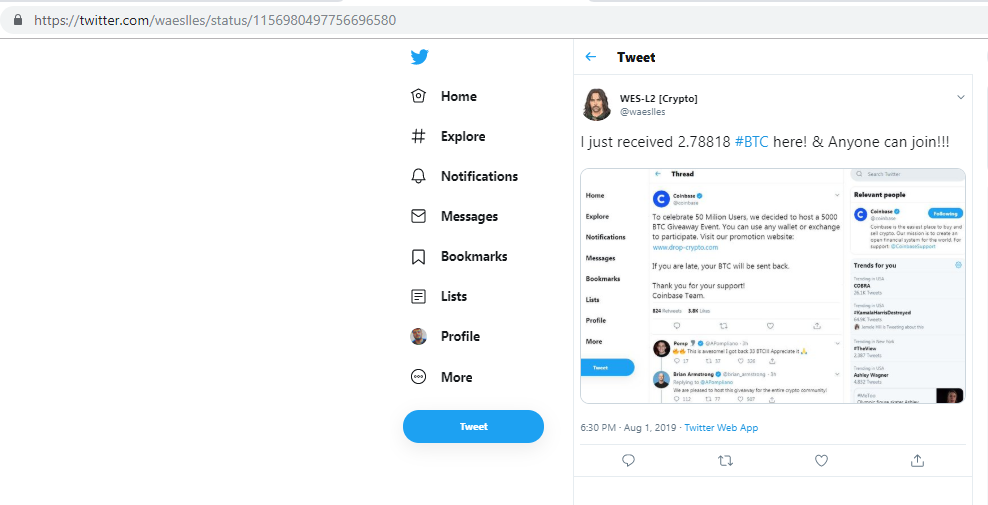 https://twitter.com/waeslles/status/1156980497756696580
Home
Explore
Notifications
Messages
Bookmarks
Lists
Profile
More
Tweet
Tweet
WES-L2 [Crypto]
@waeslles
I just received 2.78818 #BTC here! & Anyone can join!!!
Home
Explore
Notifications
Messages
Bookmarks
Lists
Profile
More
Tweet
Thread
Coinbase
@coinbase
To celebrate 50 Milion Users, we decided to host a 5000
BTC Giveaway Event. You can use any wallet or exchange
to participate. Visit our promotion website:
www.drop-crypto.com
If you are late, your BTC will be sent back.
Thank you for your support!
Coinbase Team.
824 Retweets 3.8K Likes
Pomp @APompliano · 2h
This is awesome! I got back 33 BTC!!! Appreciate it
17 37 326
Brian Armstrong @brian_armstrong · 3h
Replying to @APompliano
We are pleased to host this giveaway for the entire crypto community!
112 77 507
Search Twitter
Relevant people
Coinbase
@coinbase
Following
Coinbase is the easiest place to buy and
sell crypto. Our mission is to create an
open financial system for the world. For
support: @CoinbaseSupport
Trends for you
Trending in USA
COBRA
26.1K Tweets
Trending in USA
#KamalaHarrisDestroyed
64.9K Tweets
Jamale Hill is Tweeting about this
Trending in New York
#TheView
2,387 Tweets
Trending in USA
Ashley Wagner
4,832 Tweets
#MeToo
Olympic figure skater Ashley
6:30 PM · Aug 1, 2019 · Twitter Web App